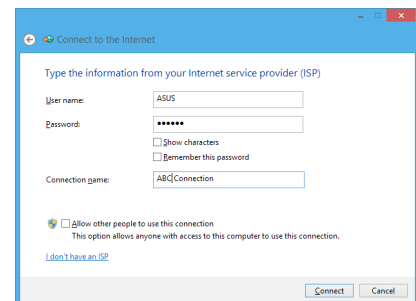 Connect to the Internet
Type the information from your Internet service provider (ISP)
User name:
ASUS
Password:
••••••
Show characters
Remember this password
Connection name:
ABC Connection
Allow other people to use this connection
This option allows anyone with access to this computer to use this connection.
I don't have an ISP
Connect
Cancel